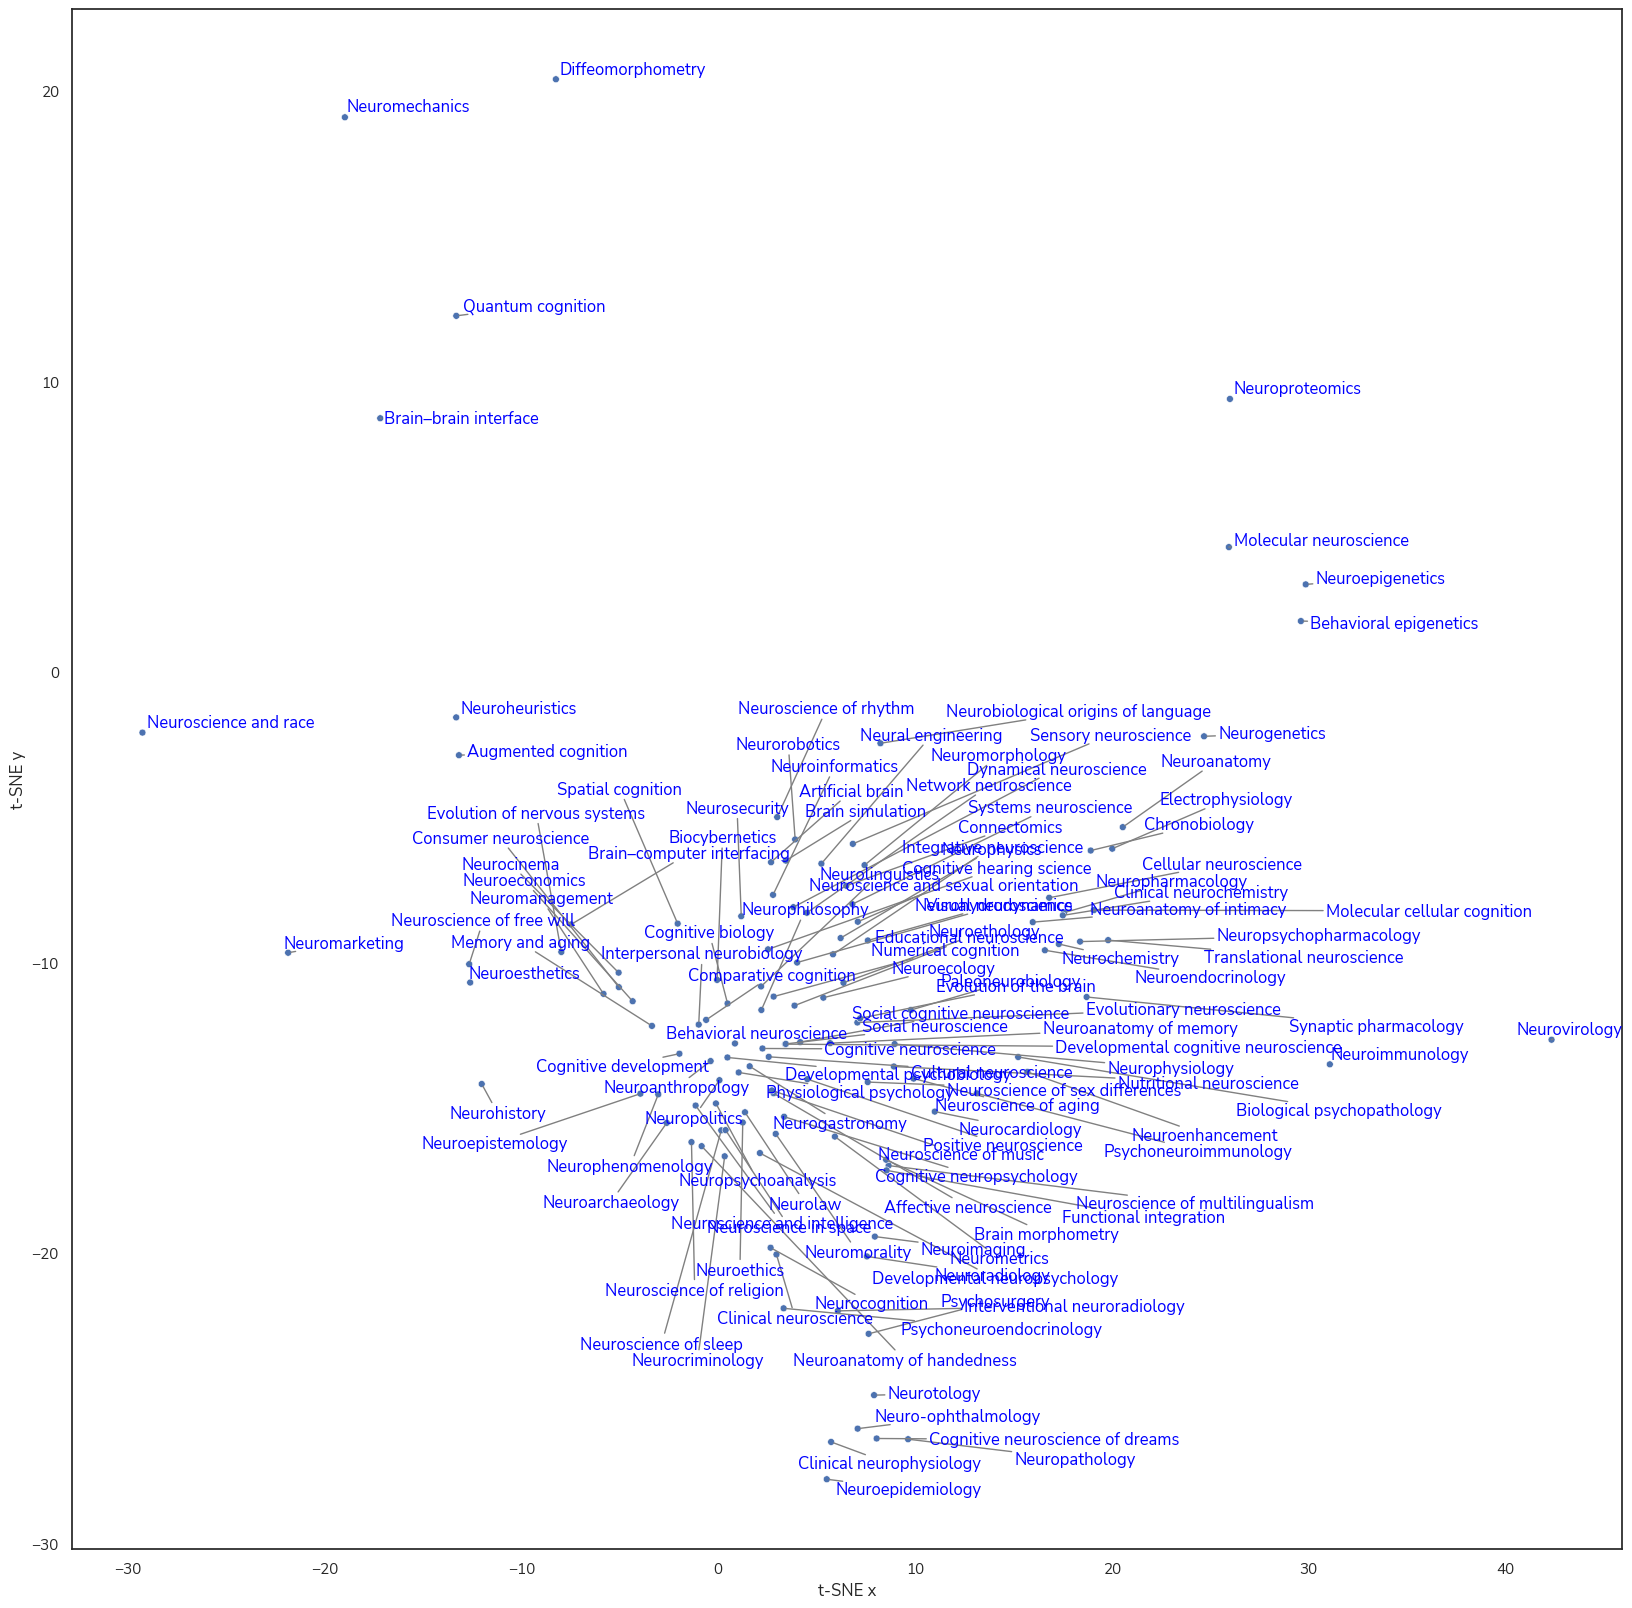 Diffeomorphometry
20
Neuromechanics
Quantum cognition
10
Neuroproteomics
Brain–brain interface
Molecular neuroscience
Neuroepigenetics
Behavioral epigenetics
0
Neuroheuristics
Neuroscience of rhythm
Neurobiological origins of language
Neuroscience and race
Neural engineering
Sensory neuroscience
Neurogenetics
Neurorobotics
Augmented cognition
Neuromorphology
Neuroanatomy
Neuroinformatics
Dynamical neuroscience
Spatial cognition
Artificial brain
Network neuroscience
Electrophysiology
Neurosecurity
Systems neuroscience
Evolution of nervous systems
Brain simulation
Connectomics
Chronobiology
Consumer neuroscience
Biocybernetics
Integrative neuroscience
Neurophysics
Brain–computer interfacing
Neurocinema
Cognitive hearing science
Cellular neuroscience
Neurolinguistics
Neuroeconomics
Neuroscience and sexual orientation
Neuropharmacology
Clinical neurochemistry
Neuromanagement
Neurophilosophy
Neural neurodynamics
Visuohydrodynamics
Neuroanatomy of intimacy
Molecular cellular cognition
Neuroscience of free will
Cognitive biology
Neuroethology
Educational neuroscience
Neuropsychopharmacology
Neuromarketing
Memory and aging
Interpersonal neurobiology
Numerical cognition
Neurochemistry
Translational neuroscience
Neuroesthetics
Comparative cognition
Neuroecology
Neuroendocrinology
Paleoneurobiology
Evolution of the brain
Social cognitive neuroscience
Evolutionary neuroscience
Synaptic pharmacology
Behavioral neuroscience
Social neuroscience
Neuroanatomy of memory
Neurovirology
Cognitive neuroscience
Developmental cognitive neuroscience
Neuroimmunology
Cognitive development
Developmental psychobiology
Cultural neuroscience
Neurophysiology
Neuroanthropology
Physiological psychology
Neuroscience of sex differences
Nutritional neuroscience
Neurohistory
Neuropolitics
Neurogastronomy
Neuroscience of aging
Biological psychopathology
Neurocardiology
Neuroenhancement
Neuroepistemology
Positive neuroscience
Psychoneuroimmunology
Neurophenomenology
Neuroscience of music
Neuropsychoanalysis
Cognitive neuropsychology
Neuroarchaeology
Neurolaw
Affective neuroscience
Neuroscience of multilingualism
Functional integration
Neuroscience and intelligence
Neuroscience in space
Brain morphometry
−20
Neuromorality
Neuroimaging
Neurometrics
Neuroethics
Neuroradiology
Developmental neuropsychology
Neuroscience of religion
Neurocognition
Psychosurgery
Interventional neuroradiology
Clinical neuroscience
Psychoneuroendocrinology
Neuroscience of sleep
Neurocriminology
Neuroanatomy of handedness
Neurotology
Neuro-ophthalmology
Cognitive neuroscience of dreams
Neuropathology
Clinical neurophysiology
Neuroepidemiology
−10
−30
t-SNE y
−30 −20 −10 0 10 20 30 40
t-SNE x